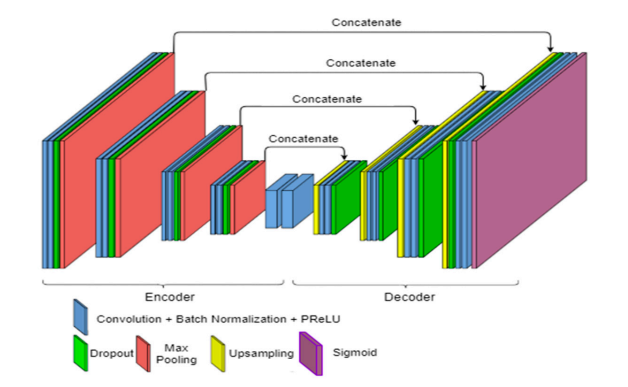 Concatenate
Concatenate
Concatenate
Concatenate
Encoder
Decoder
Convolution + Batch Normalization + PReLU
Dropout
Max
Pooling
Upsampling
Sigmoid